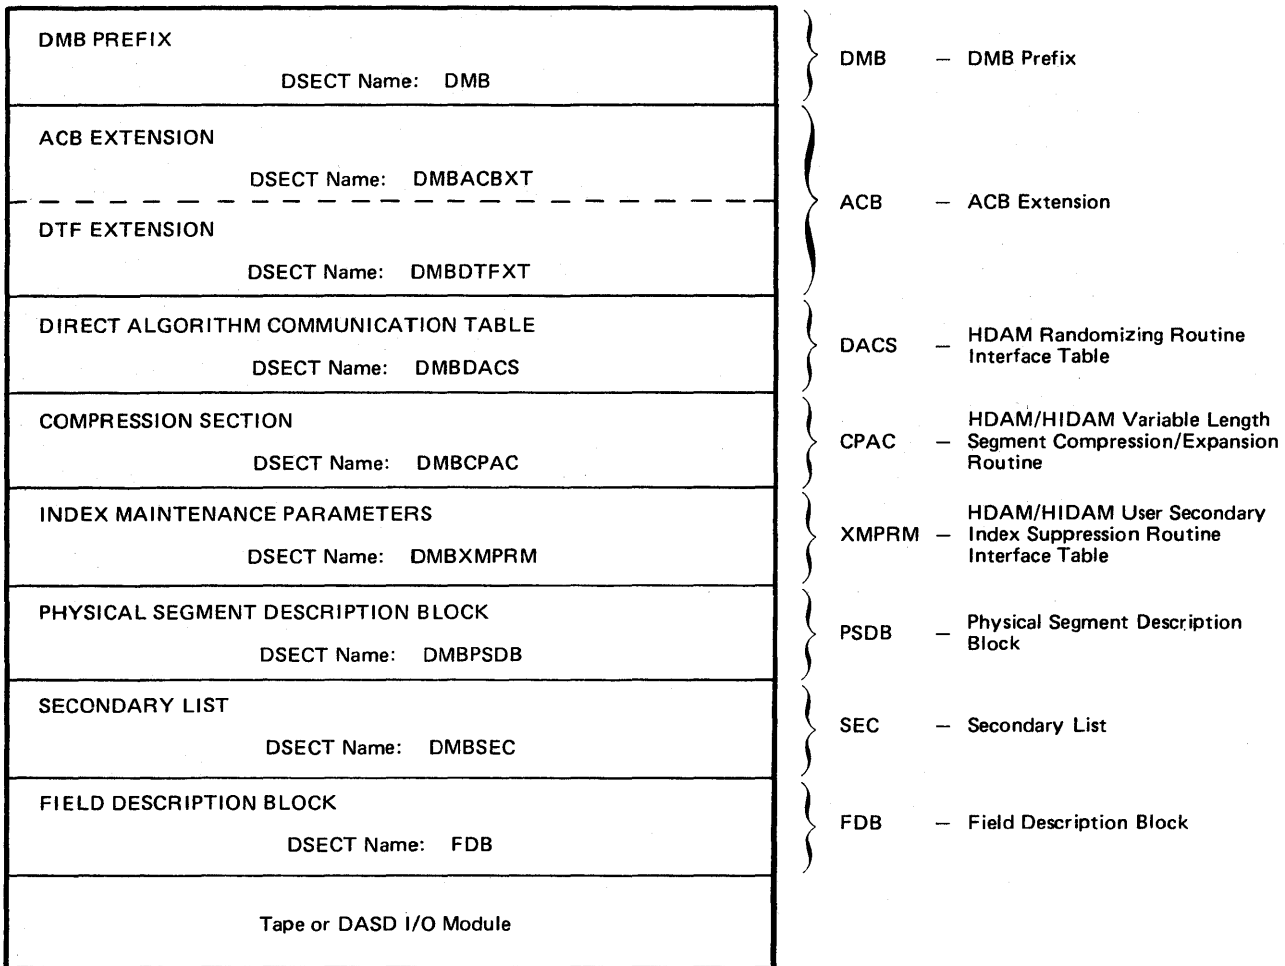 DMB PREFIX
DSECT Name: DMB
DMB – DMB Prefix
ACB EXTENSION
DSECT Name: DMBACBXT
DTF EXTENSION
DSECT Name: DMBDTFXT
ACB – ACB Extension
DIRECT ALGORITHM COMMUNICATION TABLE
DSECT Name: DMBDACS
DACS – HDAM Randomizing Routine
Interface Table
COMPRESSION SECTION
DSECT Name: DMBCPAC
CPAC – HDAM/HIDAM Variable Length
Segment Compression/Expansion
Routine
INDEX MAINTENANCE PARAMETERS
DSECT Name: DMBXMPRM
XMPRM – HDAM/HIDAM User Secondary
Index Suppression Routine
Interface Table
PHYSICAL SEGMENT DESCRIPTION BLOCK
DSECT Name: DMBPSDB
PSDB – Physical Segment Description
Block
SECONDARY LIST
DSECT Name: DMBSEC
SEC – Secondary List
FIELD DESCRIPTION BLOCK
DSECT Name: FDB
FDB – Field Description Block
Tape or DASD I/O Module